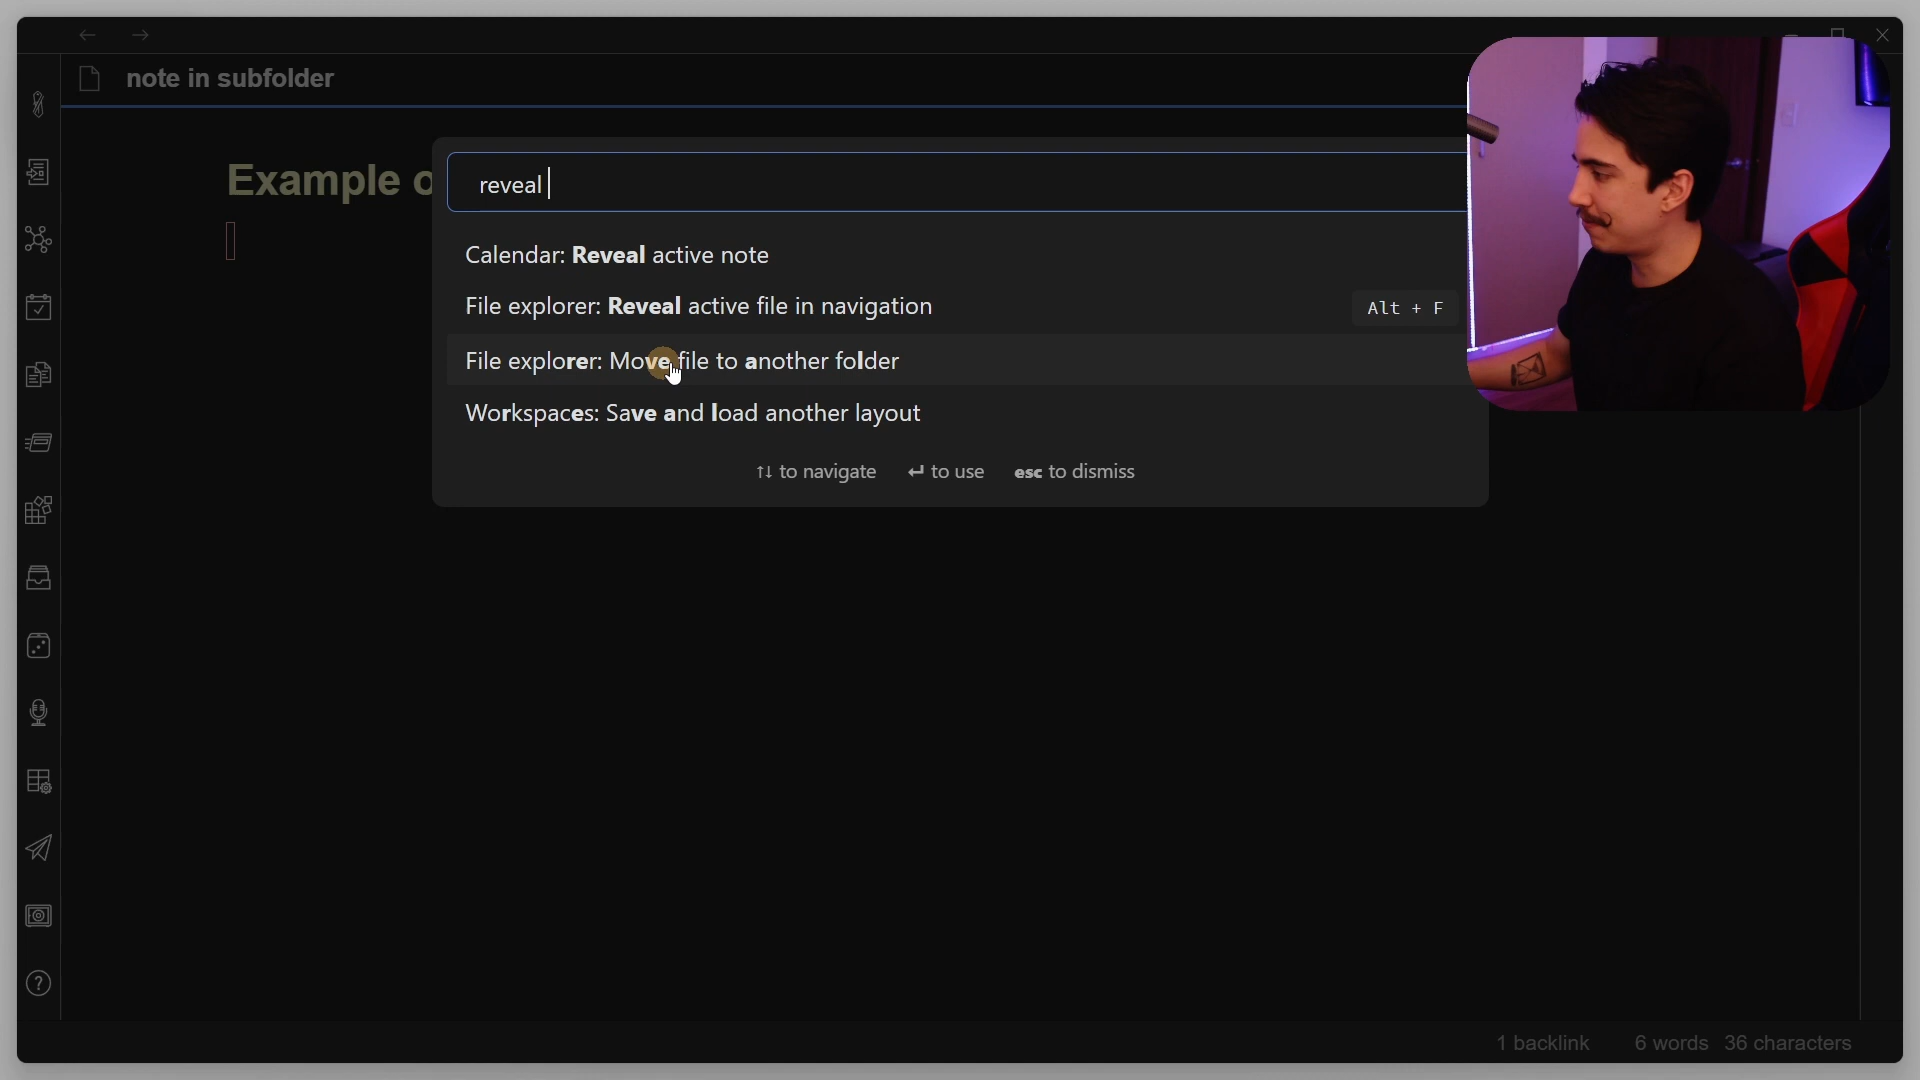 note in subfolder
Example
reveal
Calendar: Reveal active note
File explorer: Reveal active file in navigation
Alt + F
File explorer: Move file to another folder
Workspaces: Save and load another layout
↑↓ to navigate ↵ to use esc to dismiss
1 backlink 6 words 36 characters